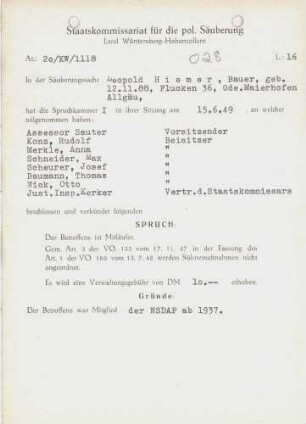 Staatskommissariat für die pol. Säuberung
Land Württemberg-Hohenzollern
Az.: 2o/KW/1118 028 L:16
In der Säuberungssache Leopold Hiemer, Bauer, geb.
12.11.88, Flucken 36, Gde.Maierhofen
Allgäu,
hat die Spruchkammer I in ihrer Sitzung am 15.6.49 , an welcher
teilgenommen haben:
Assessor Sauter Vorsitzender
Konz, Rudolf Beisitzer
Merkle, Anna "
Schneider, Max "
Scheurer, Josef "
Baumann, Thomas "
Wick, Otto "
Just.Insp.Kerker Vertr.d.Staatskommissars
beschlossen und verkündet folgenden
SPRUCH
Der Betroffene ist Mitläufer.
Gem. Art. 3 der VO. 133 vom 17. 11. 47 in der Fassung des
Art. 1 der VO. 165 vom 13. 7. 48 werden Sühnemaßnahmen nicht
angeordnet.
Es wird eine Verwaltungsgebühr von DM 1o.-- erhoben.
Gründe:
Der Betroffene war Mitglied der NSDAP ab 1937.